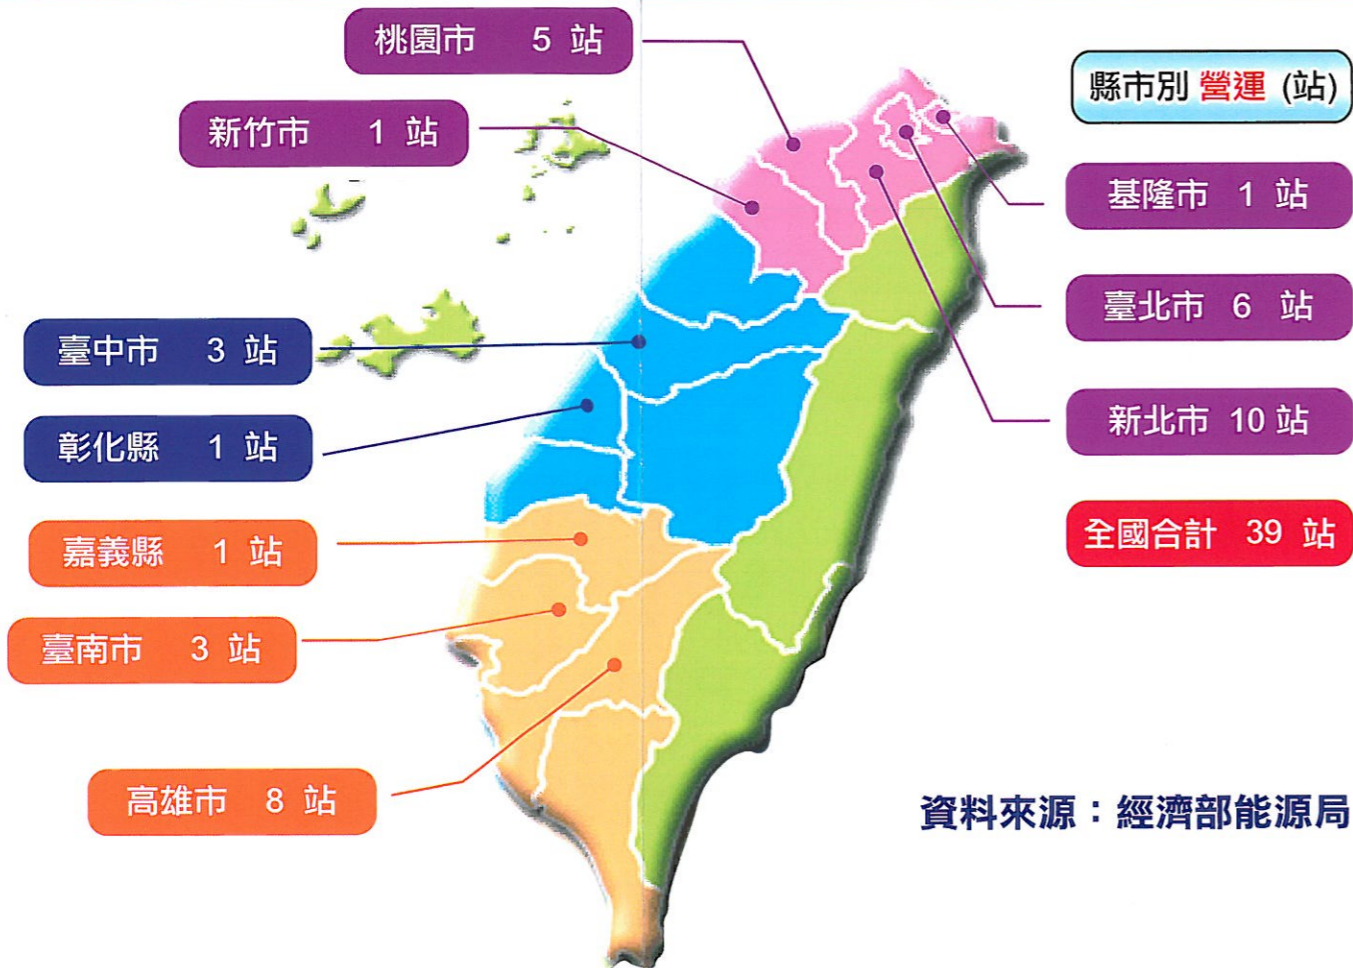 桃園市 5 站
新竹市 1 站
縣市別 營運 (站)
基隆市 1 站
臺北市 6 站
新北市 10 站
全國合計 39 站
臺中市 3 站
彰化縣 1 站
嘉義縣 1 站
臺南市 3 站
高雄市 8 站
資料來源：經濟部能源局